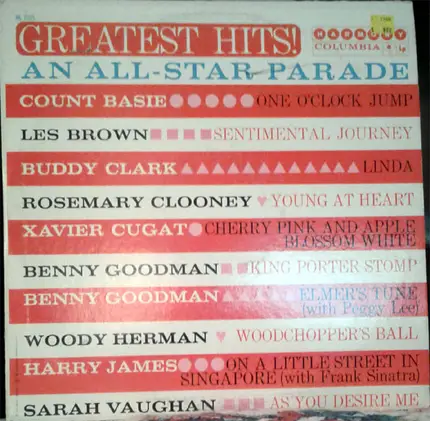 GREATEST HITS!
HARMONY
COLUMBIA Lp
AN ALL-STAR PARADE
COUNT BASIE ONE O'CLOCK JUMP
LES BROWN SENTIMENTAL JOURNEY
BUDDY CLARK LINDA
ROSEMARY CLOONEY YOUNG AT HEART
XAVIER CUGAT CHERRY PINK AND APPLE
BLOSSOM WHITE
BENNY GOODMAN KING PORTER STOMP
BENNY GOODMAN ELMER'S TUNE
(with Peggy Lee)
WOODY HERMAN WOODCHOPPER'S BALL
HARRY JAMES ON A LITTLE STREET IN
SINGAPORE (with Frank Sinatra)
SARAH VAUGHAN AS YOU DESIRE ME